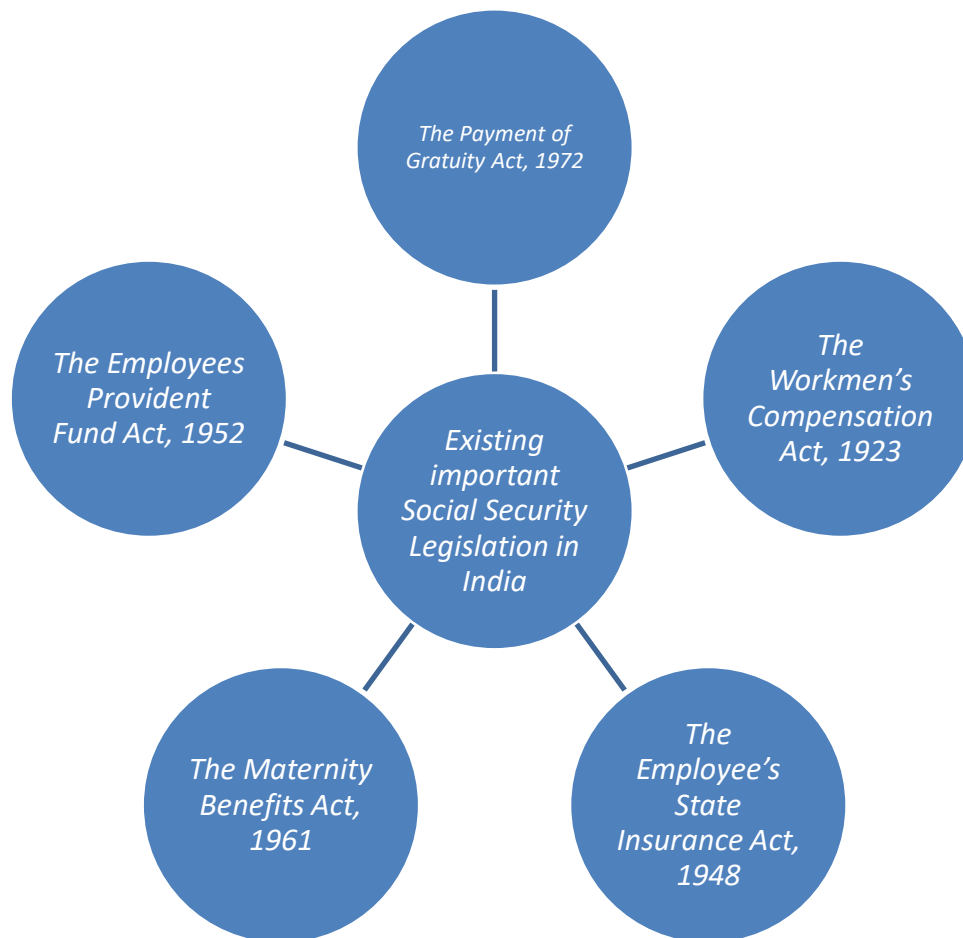 The Payment of
Gratuity Act, 1972
The
Workmen’s
Compensation
Act, 1923
The Employee’s
State
Insurance Act,
1948
The Maternity
Benefits Act,
1961
The Employees
Provident
Fund Act, 1952
Existing
important
Social Security
Legislation in
India